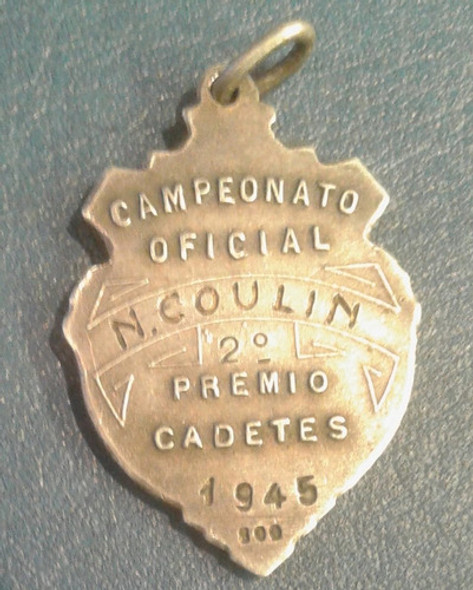 CAMPEONATO
OFICIAL
N. COULIN
2º
PREMIO
CADETES
1945
900